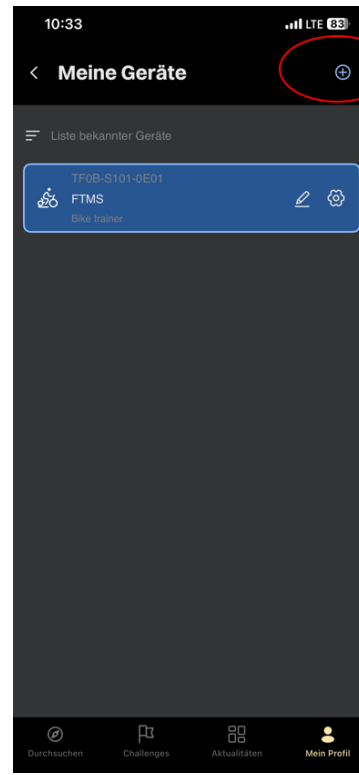 10:33
LTE 83
Meine Geräte
Liste bekannter Geräte
TF0B-S101-0E01
FTMS
Bike trainer
Durchsuchen
Challenges
Aktualitäten
Mein Profil